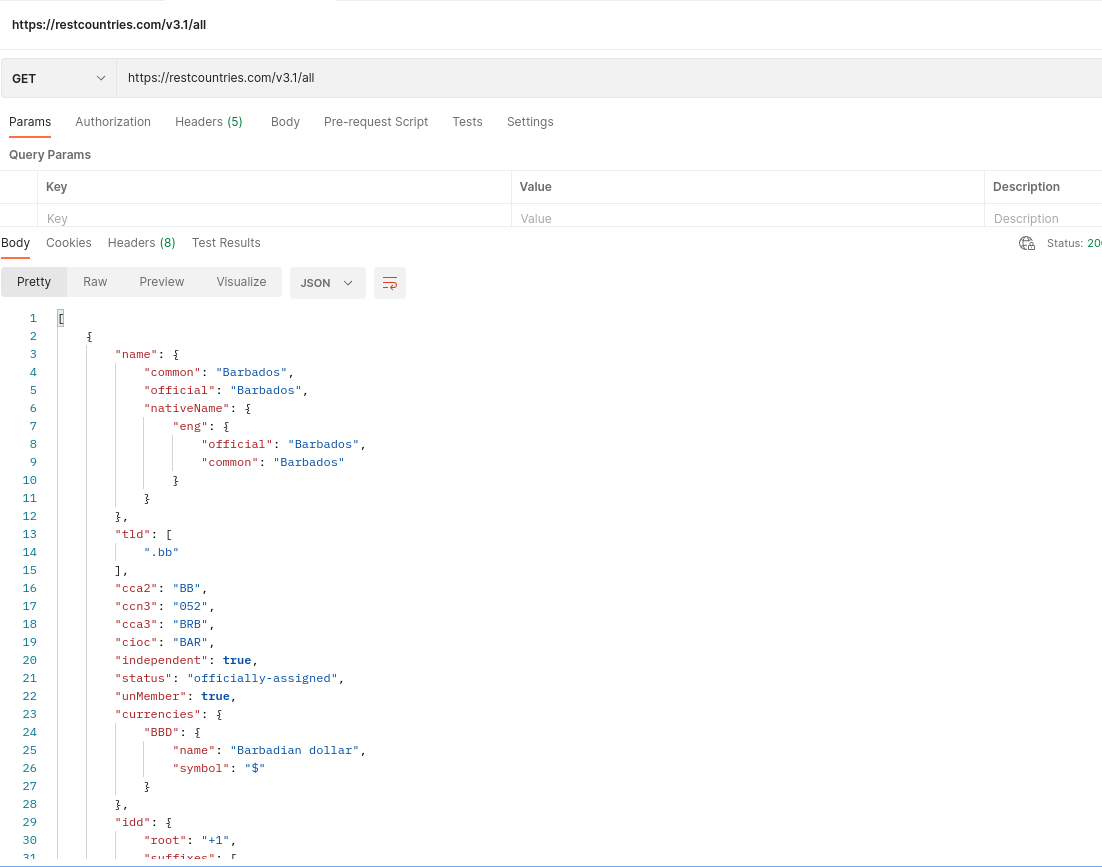 https://restcountries.com/v3.1/all
GET https://restcountries.com/v3.1/all
Params Authorization Headers (5) Body Pre-request Script Tests Settings
Query Params
Key Value Description
Key Value Description
Body Cookies Headers (8) Test Results Status: 20
Pretty Raw Preview Visualize JSON
1 [
2 {
3 "name": {
4 "common": "Barbados",
5 "official": "Barbados",
6 "nativeName": {
7 "eng": {
8 "official": "Barbados",
9 "common": "Barbados"
10 }
11 }
12 },
13 "tld": [
14 ".bb"
15 ],
16 "cca2": "BB",
17 "ccn3": "052",
18 "cca3": "BRB",
19 "cioc": "BAR",
20 "independent": true,
21 "status": "officially-assigned",
22 "unMember": true,
23 "currencies": {
24 "BBD": {
25 "name": "Barbadian dollar",
26 "symbol": "$"
27 }
28 },
29 "idd": {
30 "root": "+1",
31 "suffixes": [